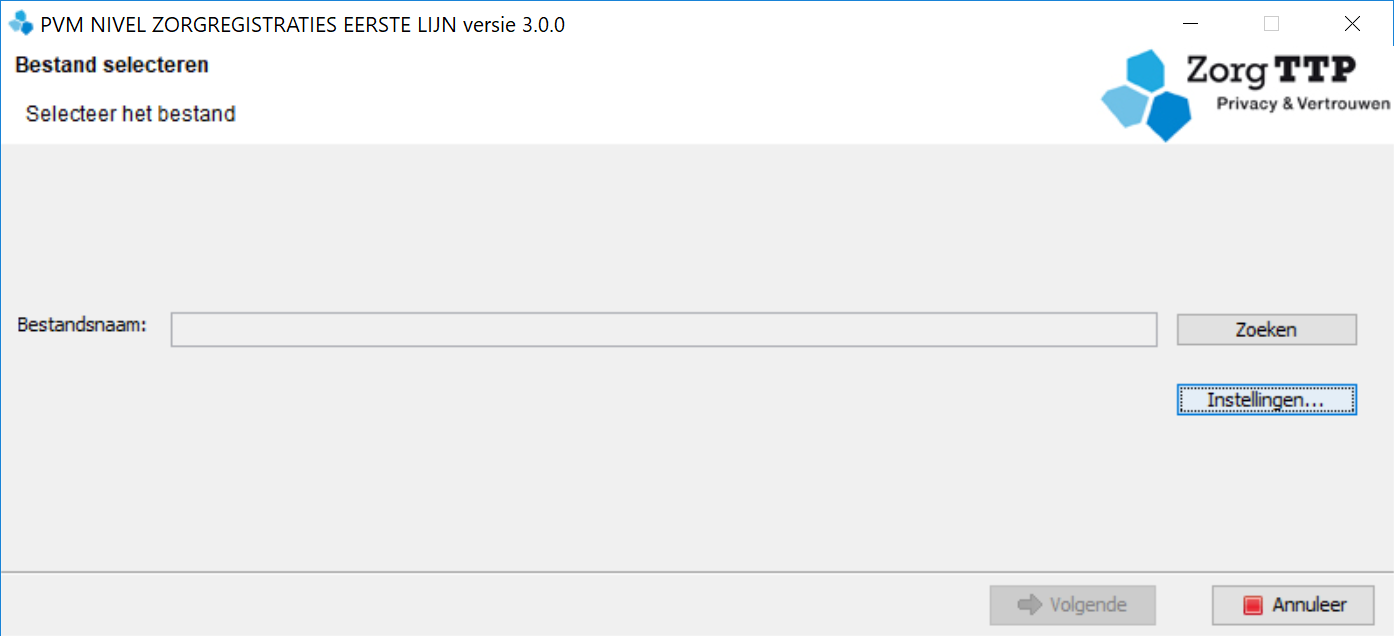 PVM NIVEL ZORGREGISTRATIES EERSTE LIJN versie 3.0.0
Bestand selecteren
Selecteer het bestand
Zorg TTP
Privacy & Vertrouwen
Bestandsnaam:
Zoeken
Instellingen...
Volgende
Annuleer